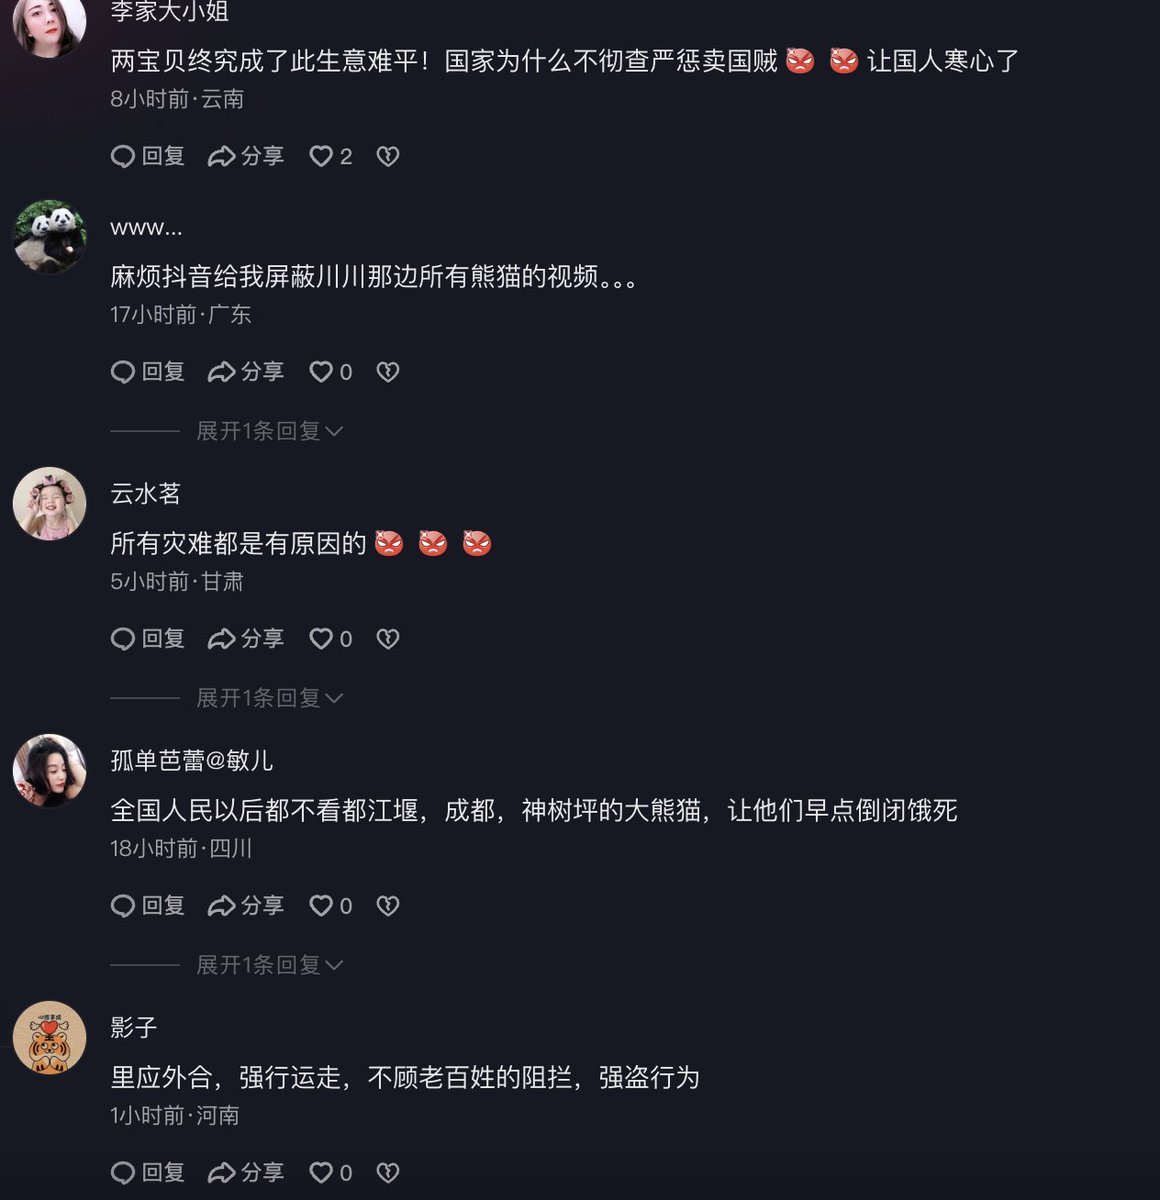 李家大小姐
两宝贝终究成了此生意难平！国家为什么不彻查严惩卖国贼 让国人寒心了
8小时前·云南
回复 分享 2
www...
麻烦抖音给我屏蔽川川那边所有熊猫的视频。。。
17小时前·广东
回复 分享 0
展开1条回复
云水茗
所有灾难都是有原因的
5小时前·甘肃
回复 分享 0
展开1条回复
孤单芭蕾@敏儿
全国人民以后都不看都江堰，成都，神树坪的大熊猫，让他们早点倒闭饿死
18小时前·四川
回复 分享 0
展开1条回复
影子
里应外合，强行运走，不顾老百姓的阻拦，强盗行为
1小时前·河南
回复 分享 0